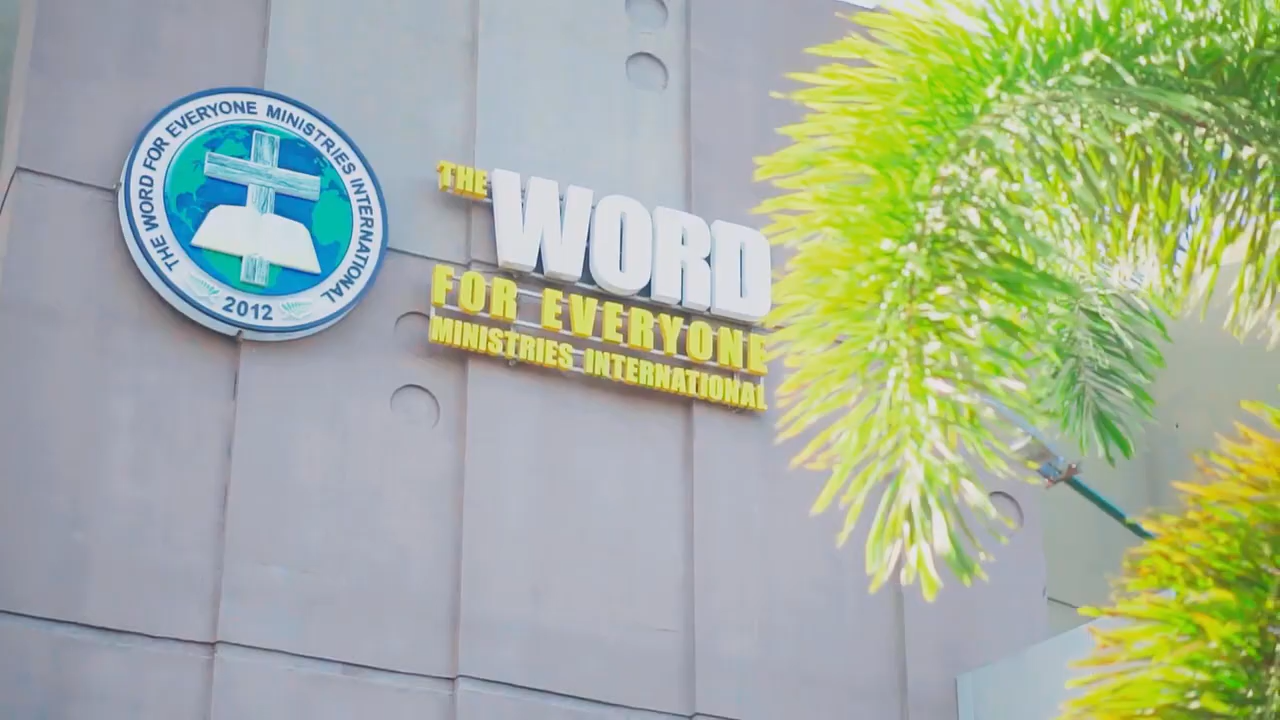 THE WORD FOR EVERYONE MINISTRIES INTERNATIONAL
2012
THE WORD
FOR EVERYONE
MINISTRIES INTERNATIONAL